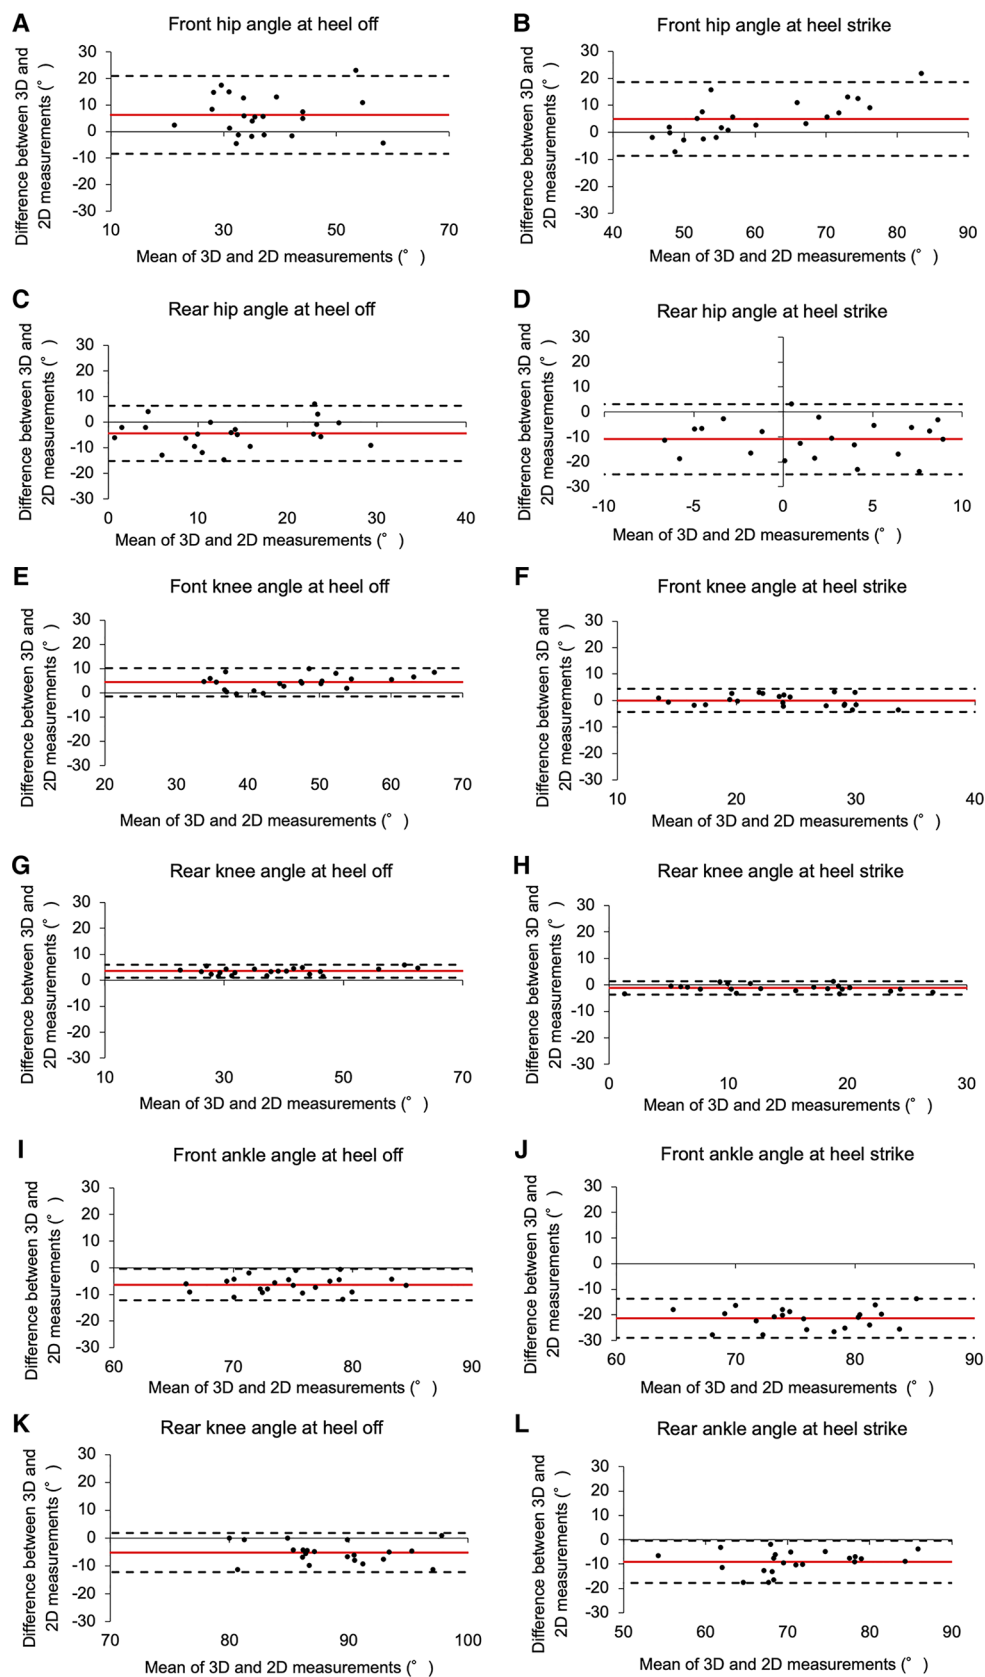 A
Front hip angle at heel off
Difference between 3D and
2D measurements (°)
30
20
10
0
-10
-20
-30
10
30
50
70
Mean of 3D and 2D measurements (°)
B
Front hip angle at heel strike
Difference between 3D and
2D measurements (°)
30
20
10
0
-10
-20
-30
40
50
60
70
80
90
Mean of 3D and 2D measurements (°)
C
Rear hip angle at heel off
Difference between 3D and
2D measurements (°)
30
20
10
0
-10
-20
-30
0
10
20
30
40
Mean of 3D and 2D measurements (°)
D
Rear hip angle at heel strike
Difference between 3D and
2D measurements (°)
30
20
10
0
-10
-20
-30
-10
-5
0
5
10
Mean of 3D and 2D measurements (°)
E
Font knee angle at heel off
Difference between 3D and
2D measurements (°)
30
20
10
0
-10
-20
-30
20
30
40
50
60
70
Mean of 3D and 2D measurements (°)
F
Front knee angle at heel strike
Difference between 3D and
2D measurements (°)
30
20
10
0
-10
-20
-30
10
20
30
40
Mean of 3D and 2D measurements (°)
G
Rear knee angle at heel off
Difference between 3D and
2D measurements (°)
30
20
10
0
-10
-20
-30
10
30
50
70
Mean of 3D and 2D measurements (°)
H
Rear knee angle at heel strike
Difference between 3D and
2D measurements (°)
30
20
10
0
-10
-20
-30
0
10
20
30
Mean of 3D and 2D measurements (°)
I
Front ankle angle at heel off
Difference between 3D and
2D measurements (°)
30
20
10
0
-10
-20
-30
60
70
80
90
Mean of 3D and 2D measurements (°)
J
Front ankle angle at heel strike
Difference between 3D and
2D measurements (°)
30
20
10
0
-10
-20
-30
60
70
80
90
Mean of 3D and 2D measurements (°)
K
Rear knee angle at heel off
Difference between 3D and
2D measurements (°)
30
20
10
0
-10
-20
-30
70
80
90
100
Mean of 3D and 2D measurements (°)
L
Rear ankle angle at heel strike
Difference between 3D and
2D measurements (°)
30
20
10
0
-10
-20
-30
50
60
70
80
90
Mean of 3D and 2D measurements (°)